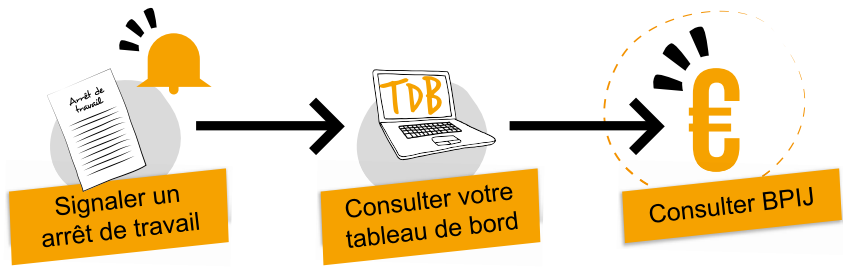 Arrêt de
travail
Signaler un
arrêt de travail
TDB
Consulter votre
tableau de bord
€
Consulter BPIJ